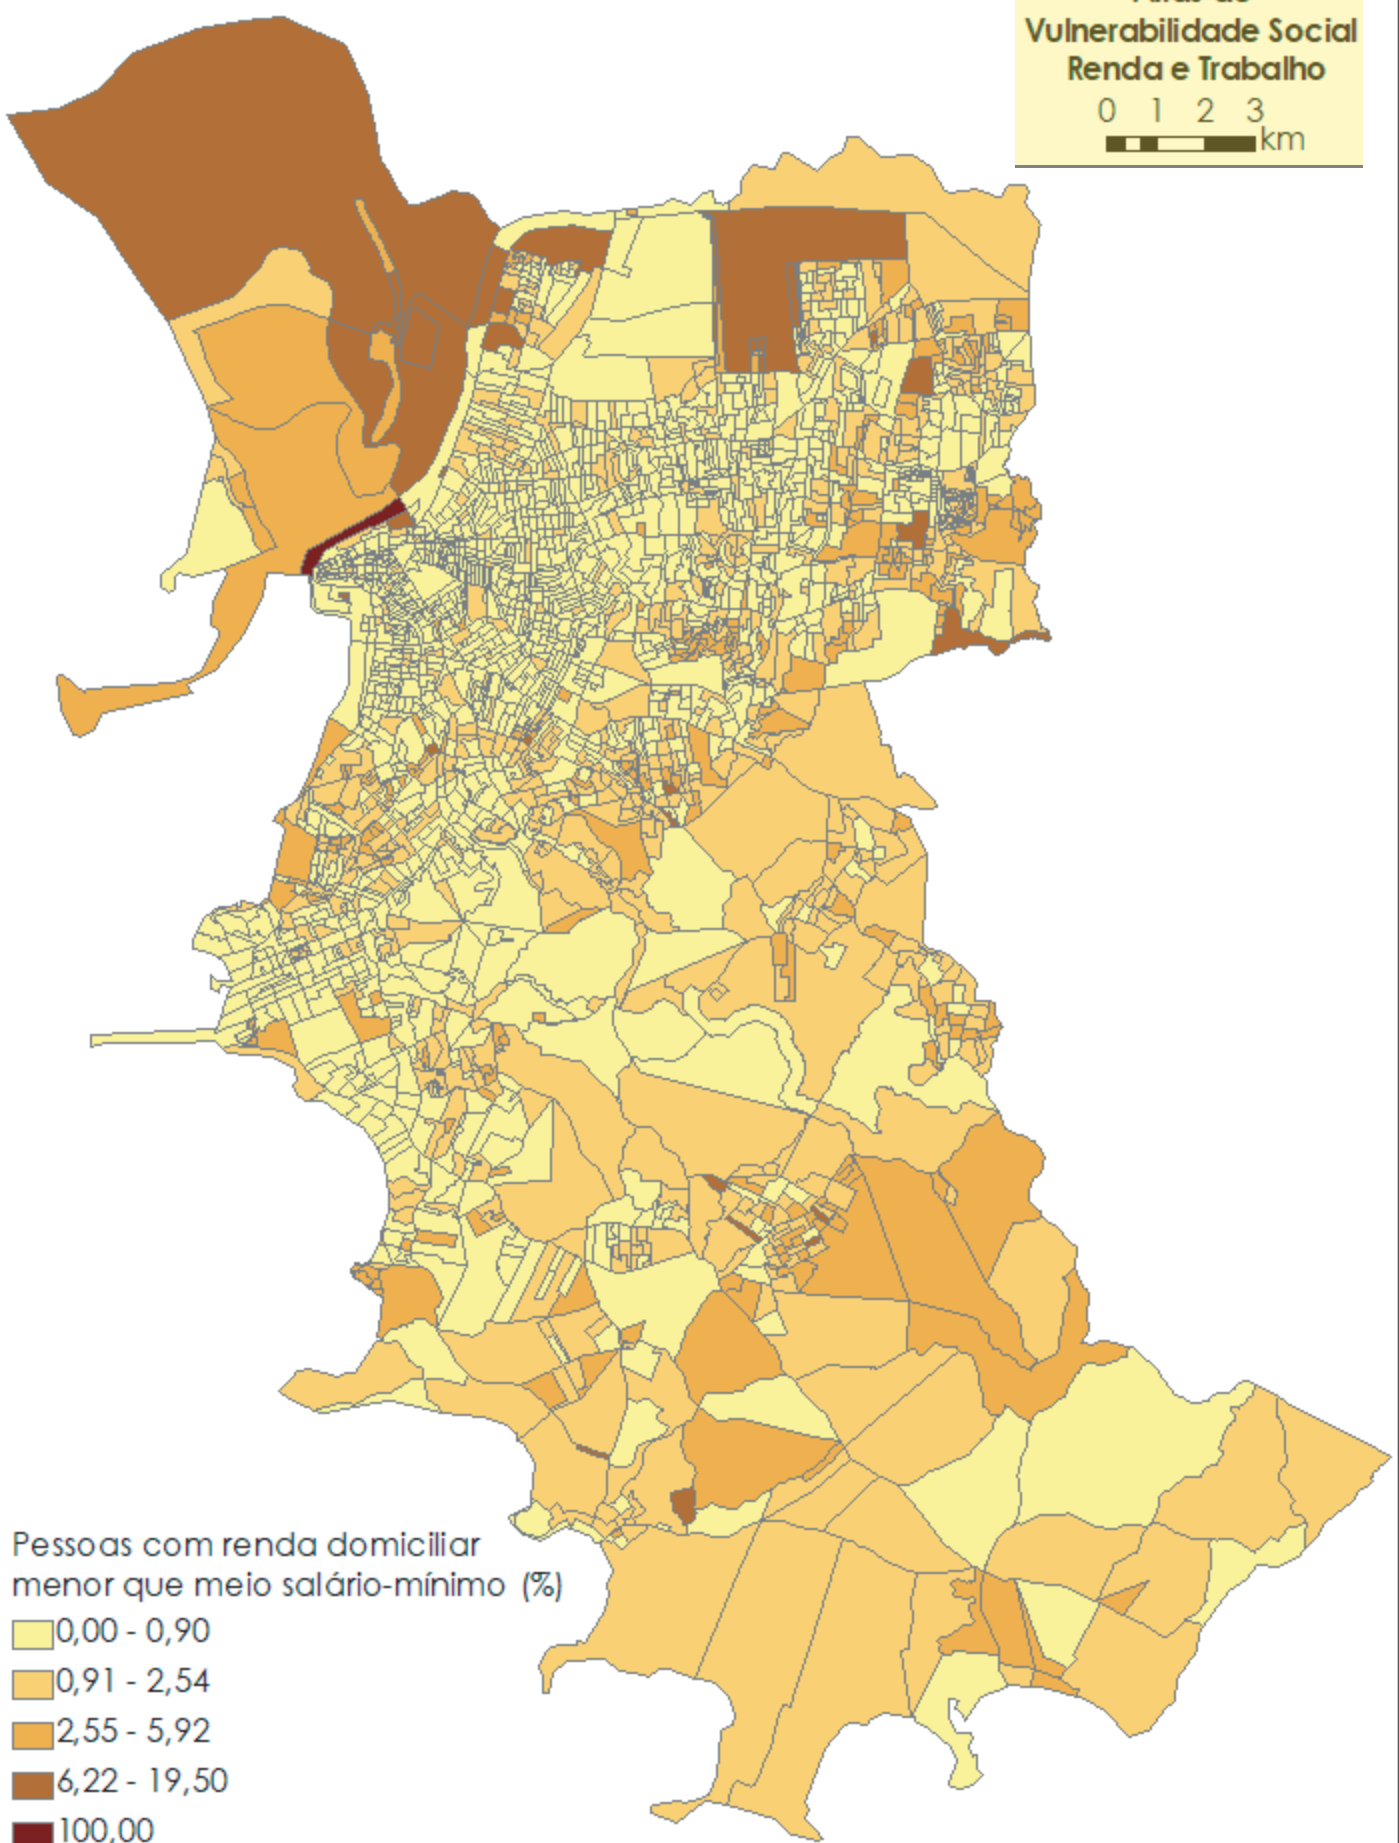 Vulnerabilidade Social
Renda e Trabalho
0 1 2 3
km
Pessoas com renda domiciliar
menor que meio salário-mínimo (%)
0,00 - 0,90
0,91 - 2,54
2,55 - 5,92
6,22 - 19,50
100,00